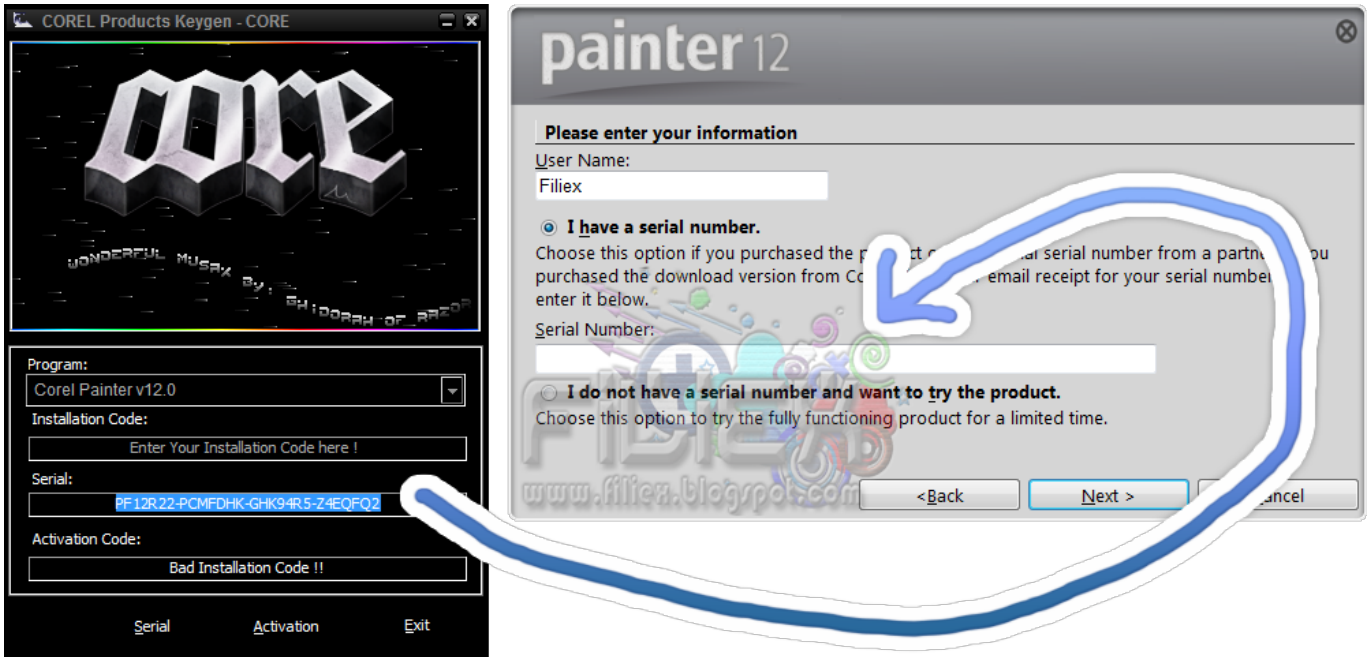 COREL Products Keygen - CORE
core
WONDERFUL MUSAX BY: GH:DORAH OF RAZOR
Program:
Corel Painter v12.0
Installation Code:
Enter Your Installation Code here !
Serial:
PF12R22-PCMFDHK-GHK94R5-Z4EQFQ2
Activation Code:
Bad Installation Code !!
Serial Activation Exit
painter 12
Please enter your information
User Name:
Filiex
I have a serial number.
Choose this option if you purchased the serial number from a
purchased the download version from email receipt for your serial number
enter it below.
Serial Number:
I do not have a serial number and want to try the product.
Choose this option to try the fully functioning product for a limited time.
FiliEX
www.filiex.blogspot.com
<Back Next >